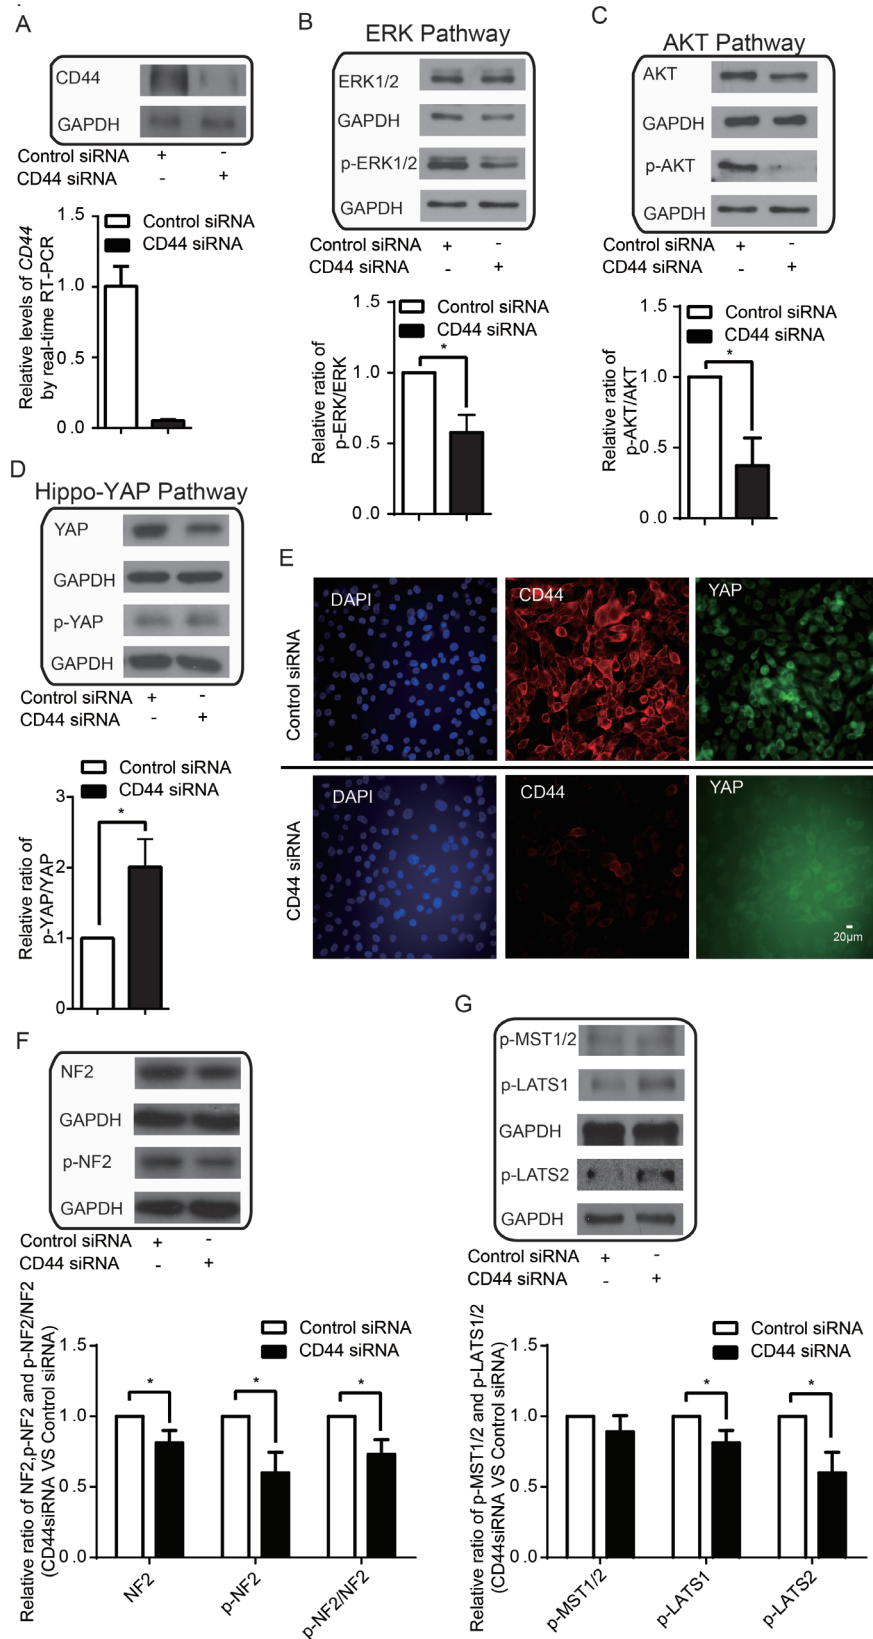 A
CD44
GAPDH
Control siRNA + -
CD44 siRNA - +
Relative levels of CD44
by real-time RT-PCR
1.5
1.0
0.5
0.0
Control siRNA
CD44 siRNA
B
ERK Pathway
ERK1/2
GAPDH
p-ERK1/2
GAPDH
Control siRNA + -
CD44 siRNA - +
Relative ratio of
p-ERK/ERK
1.5
1.0
0.5
0.0
Control siRNA
CD44 siRNA
*
C
AKT Pathway
AKT
GAPDH
p-AKT
GAPDH
Control siRNA + -
CD44 siRNA - +
Relative ratio of
p-AKT/AKT
1.5
1.0
0.5
0.0
Control siRNA
CD44 siRNA
*
D
Hippo-YAP Pathway
YAP
GAPDH
p-YAP
GAPDH
Control siRNA + -
CD44 siRNA - +
Control siRNA
CD44 siRNA
Relative ratio of
p-YAP/YAP
3
2
1
0
*
E
Control siRNA
DAPI
CD44
YAP
CD44 siRNA
DAPI
CD44
YAP
20μm
F
NF2
GAPDH
p-NF2
GAPDH
Control siRNA + -
CD44 siRNA - +
Relative ratio of NF2,p-NF2 and p-NF2/NF2
(CD44siRNA VS Control siRNA)
1.5
1.0
0.5
0.0
Control siRNA
CD44 siRNA
* * *
NF2
p-NF2
p-NF2/NF2
G
p-MST1/2
p-LATS1
GAPDH
p-LATS2
GAPDH
Control siRNA + -
CD44 siRNA - +
Relative ratio of p-MST1/2 and p-LATS1/2
(CD44siRNA VS Control siRNA)
1.5
1.0
0.5
0.0
Control siRNA
CD44 siRNA
* *
p-MST1/2
p-LATS1
p-LATS2